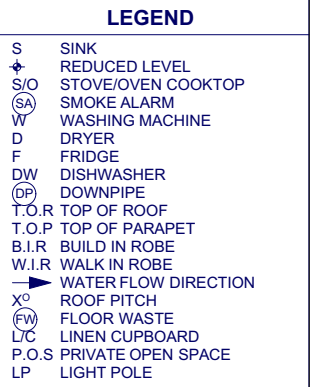 LEGEND
S SINK
REDUCED LEVEL
S/O STOVE/OVEN COOKTOP
SA SMOKE ALARM
W WASHING MACHINE
D DRYER
F FRIDGE
DW DISHWASHER
DP DOWNPIPE
T.O.R TOP OF ROOF
T.O.P TOP OF PARAPET
B.I.R BUILD IN ROBE
W.I.R WALK IN ROBE
WATER FLOW DIRECTION
Xᴼ ROOF PITCH
FW FLOOR WASTE
L/C LINEN CUPBOARD
P.O.S PRIVATE OPEN SPACE
LP LIGHT POLE